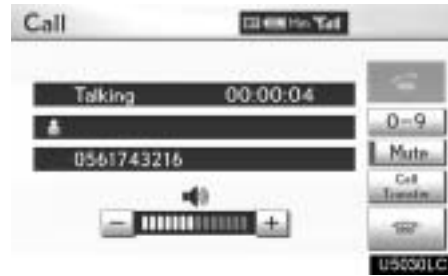 Call
Talking 00:00:04
0561743216
0-9
Mute
Call
Transfer
- +
U5030LC